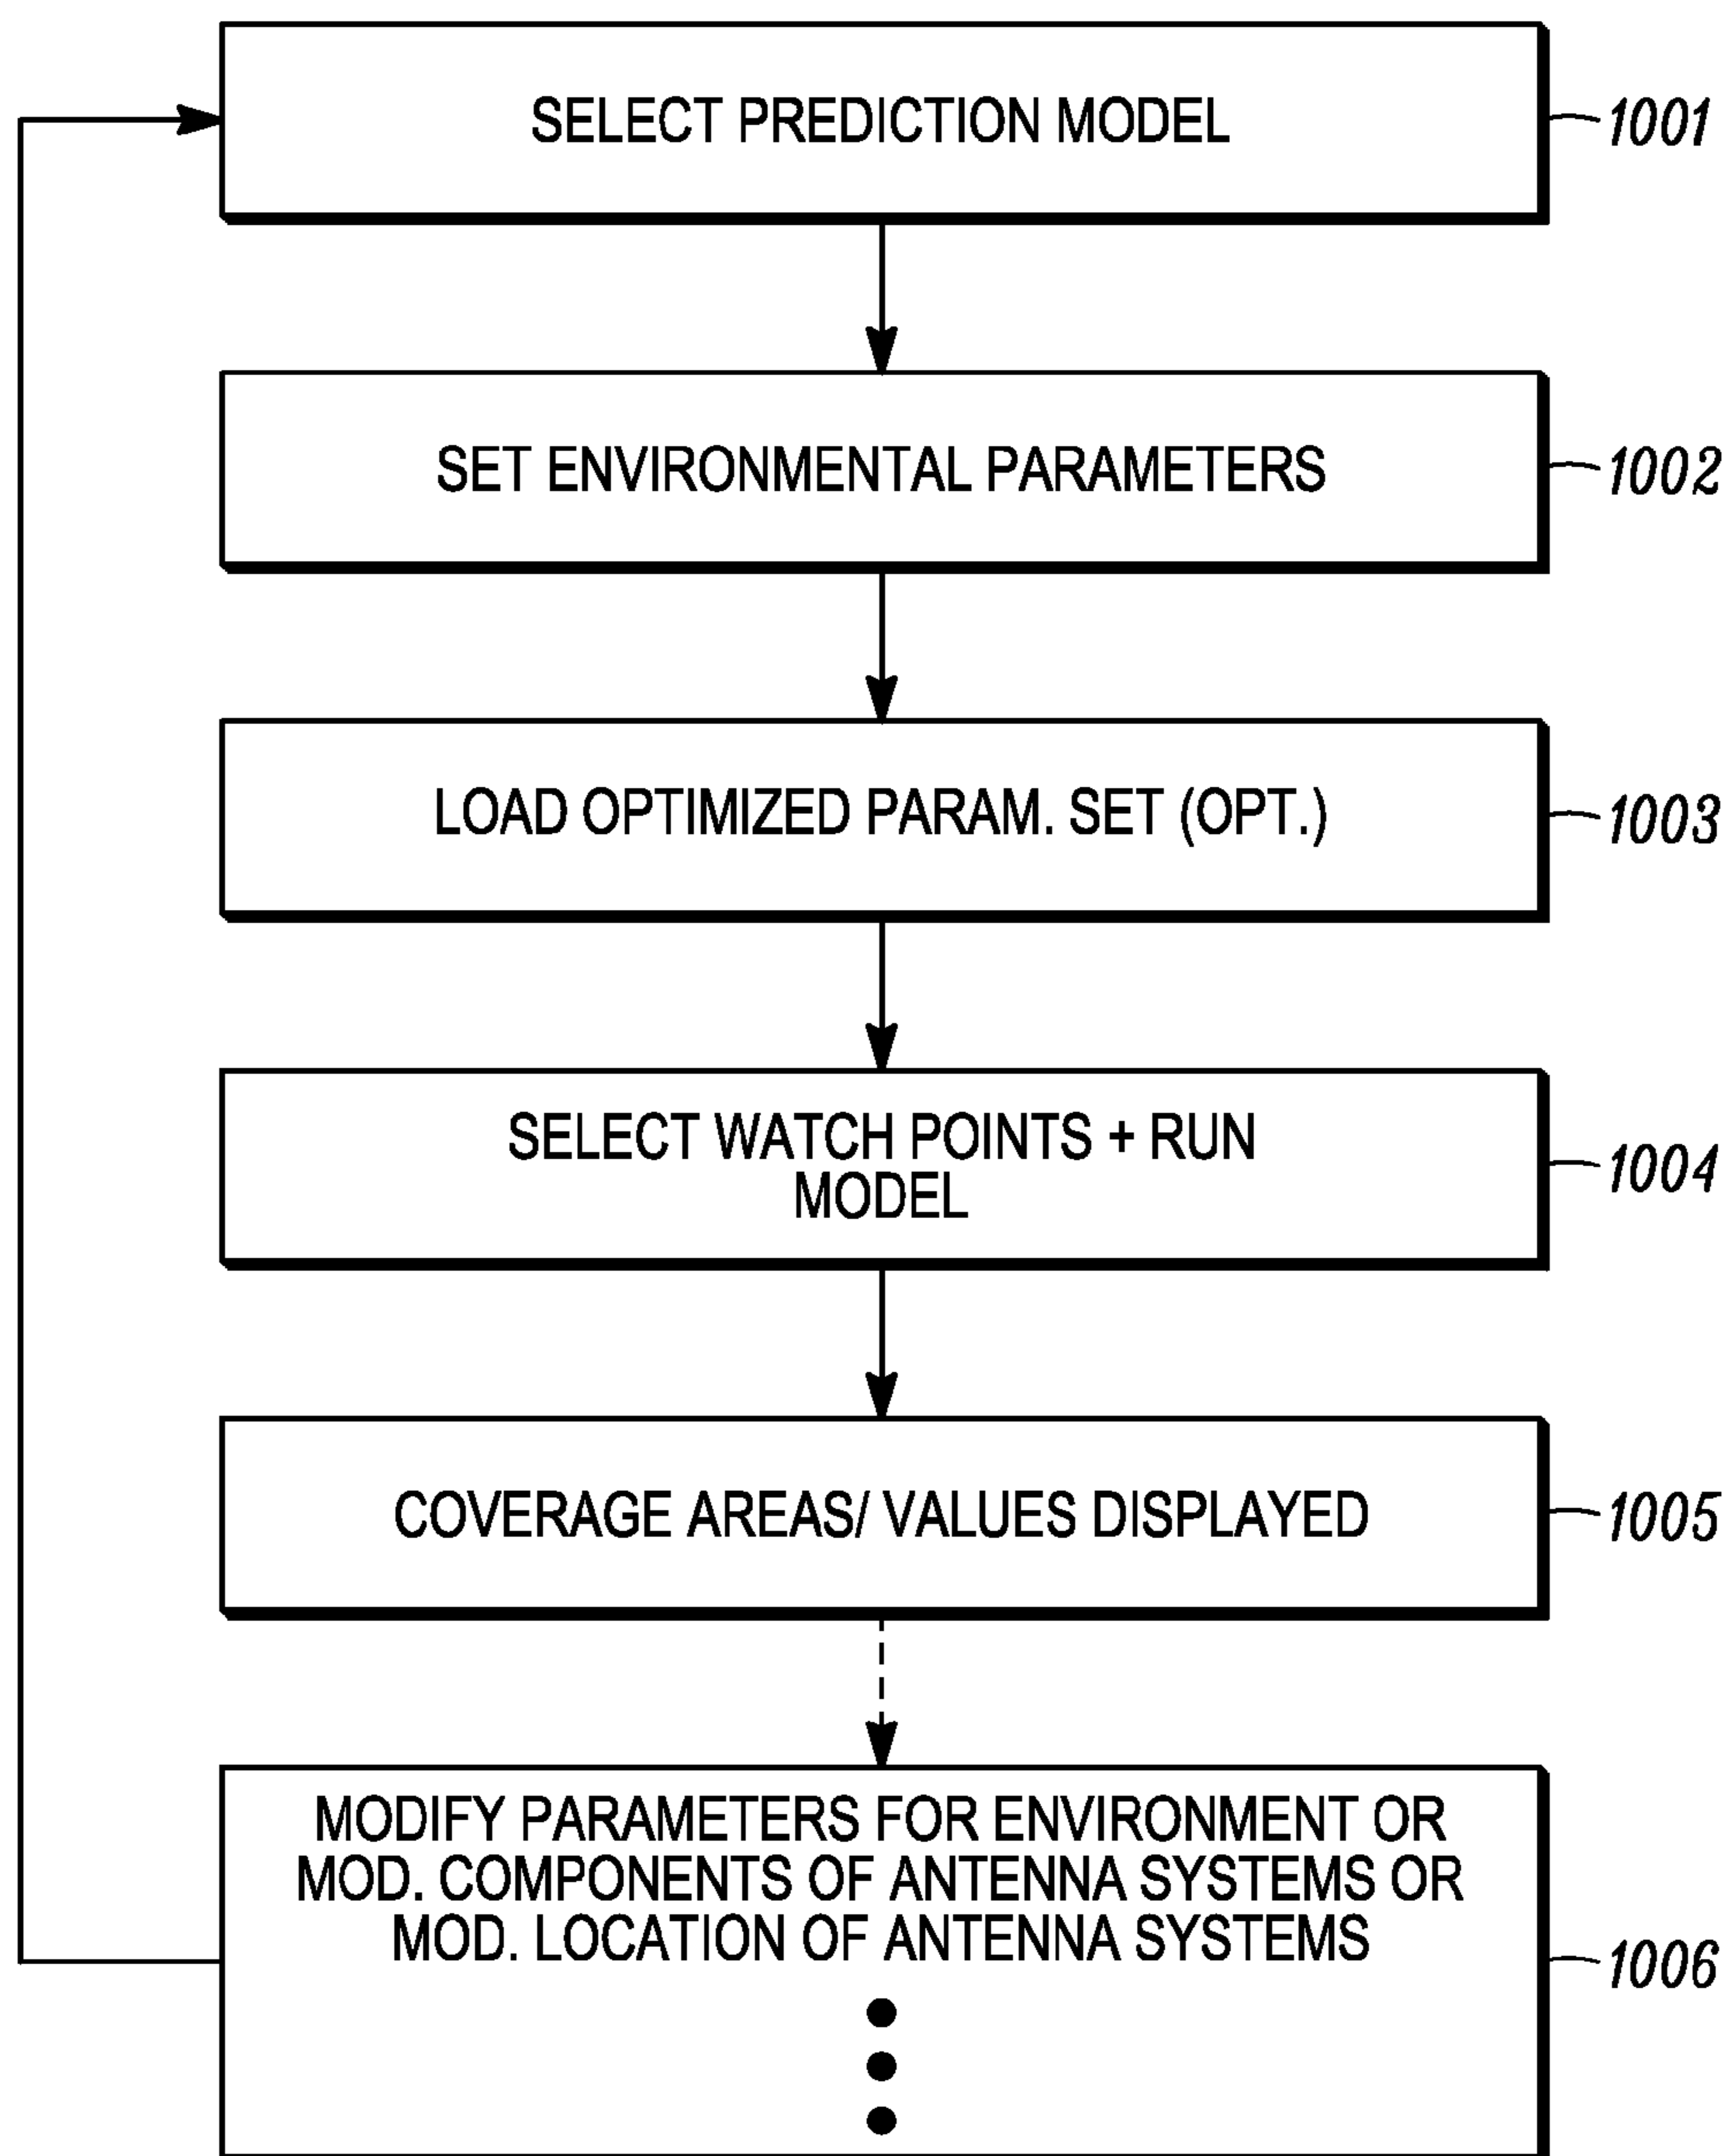 SELECT PREDICTION MODEL
1001
SET ENVIRONMENTAL PARAMETERS
1002
LOAD OPTIMIZED PARAM. SET (OPT.)
1003
SELECT WATCH POINTS + RUN
MODEL
1004
COVERAGE AREAS/ VALUES DISPLAYED
1005
MODIFY PARAMETERS FOR ENVIRONMENT OR
MOD. COMPONENTS OF ANTENNA SYSTEMS OR
MOD. LOCATION OF ANTENNA SYSTEMS
1006